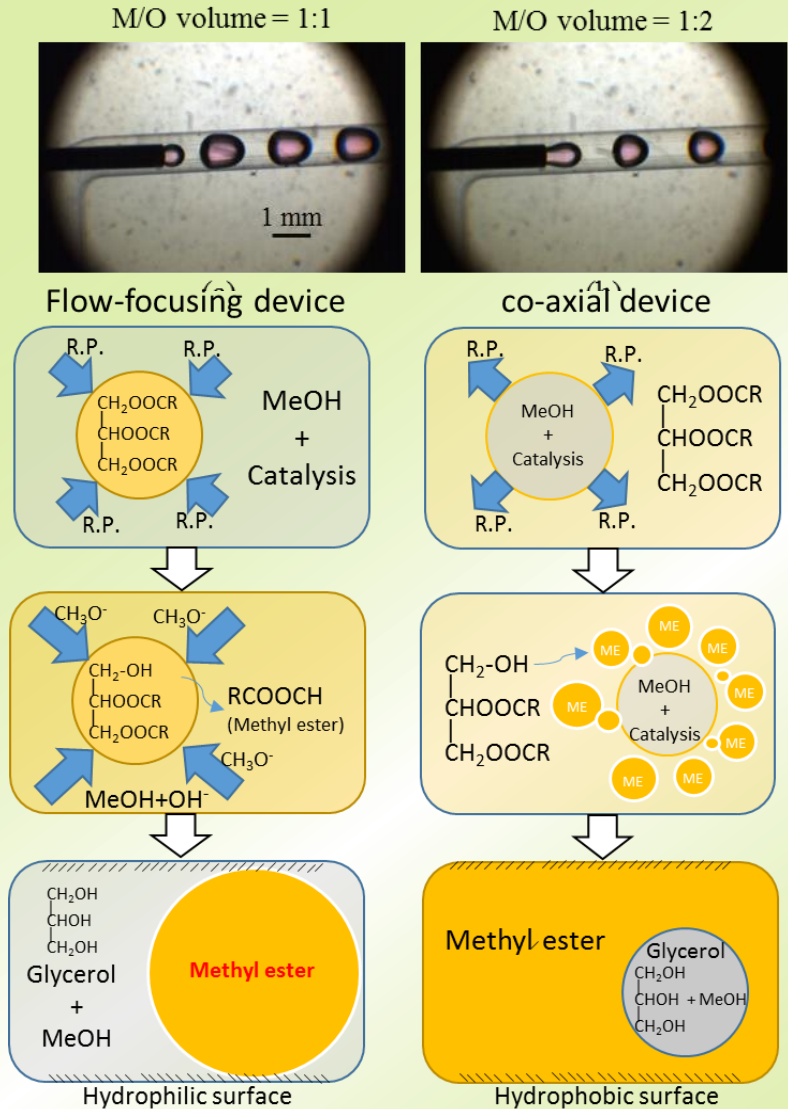 M/O volume = 1:1
M/O volume = 1:2
1 mm
Flow-focusing device
co-axial device
R.P.
R.P.
CH₂OOCR
CHOOCR
CH₂OOCR
MeOH
+
Catalysis
R.P.
R.P.
R.P.
R.P.
MeOH
+
Catalysis
CH₂OOCR
CHOOCR
CH₂OOCR
R.P.
R.P.
CH₃O⁻
CH₃O⁻
CH₂-OH
CHOOCR
CH₂OOCR
RCOOCH
(Methyl ester)
CH₃O⁻
MeOH+OH⁻
CH₂-OH
CHOOCR
CH₂OOCR
ME
ME
ME
ME
ME
ME
ME
ME
MeOH
+
Catalysis
CH₂OH
CHOH
CH₂OH
Glycerol
+
MeOH
Methyl ester
Hydrophilic surface
Methyl ester
Glycerol
CH₂OH
CHOH + MeOH
CH₂OH
Hydrophobic surface